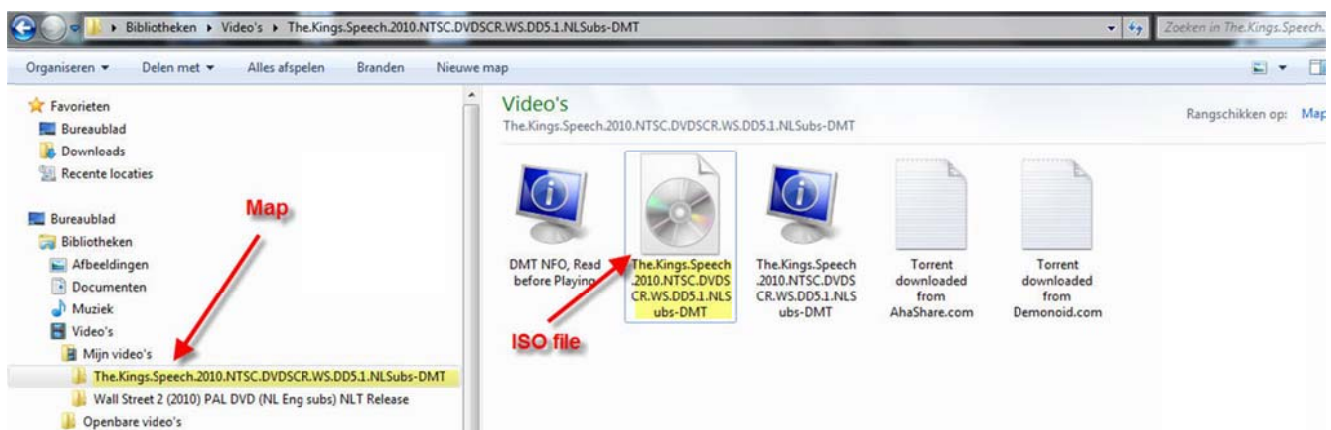 Bibliotheken Video's The.Kings.Speech.2010.NTSC.DVDSCR.WS.DD5.1.NLSubs-DMT
Zoeken in The.Kings.Speech.
Organiseren Delen met Alles afspelen Branden Nieuwe map
Favorieten
Bureaublad
Downloads
Recente locaties
Map
Bureaublad
Bibliotheken
Afbeeldingen
Documenten
Muziek
Video's
Mijn video's
The.Kings.Speech.2010.NTSC.DVDSCR.WS.DD5.1.NLSubs-DMT
Wall Street 2 (2010) PAL DVD (NL Eng subs) NLT Release
Openbare video's
Video's
The.Kings.Speech.2010.NTSC.DVDSCR.WS.DD5.1.NLSubs-DMT
Rangschikken op: Map
DMT NFO, Read
before Playing
The.Kings.Speech
.2010.NTSC.DVDS
CR.WS.DD5.1.NLS
ubs-DMT
The.Kings.Speech
.2010.NTSC.DVDS
CR.WS.DD5.1.NLS
ubs-DMT
Torrent
downloaded
from
AhaShare.com
Torrent
downloaded
from
Demonoid.com
ISO file